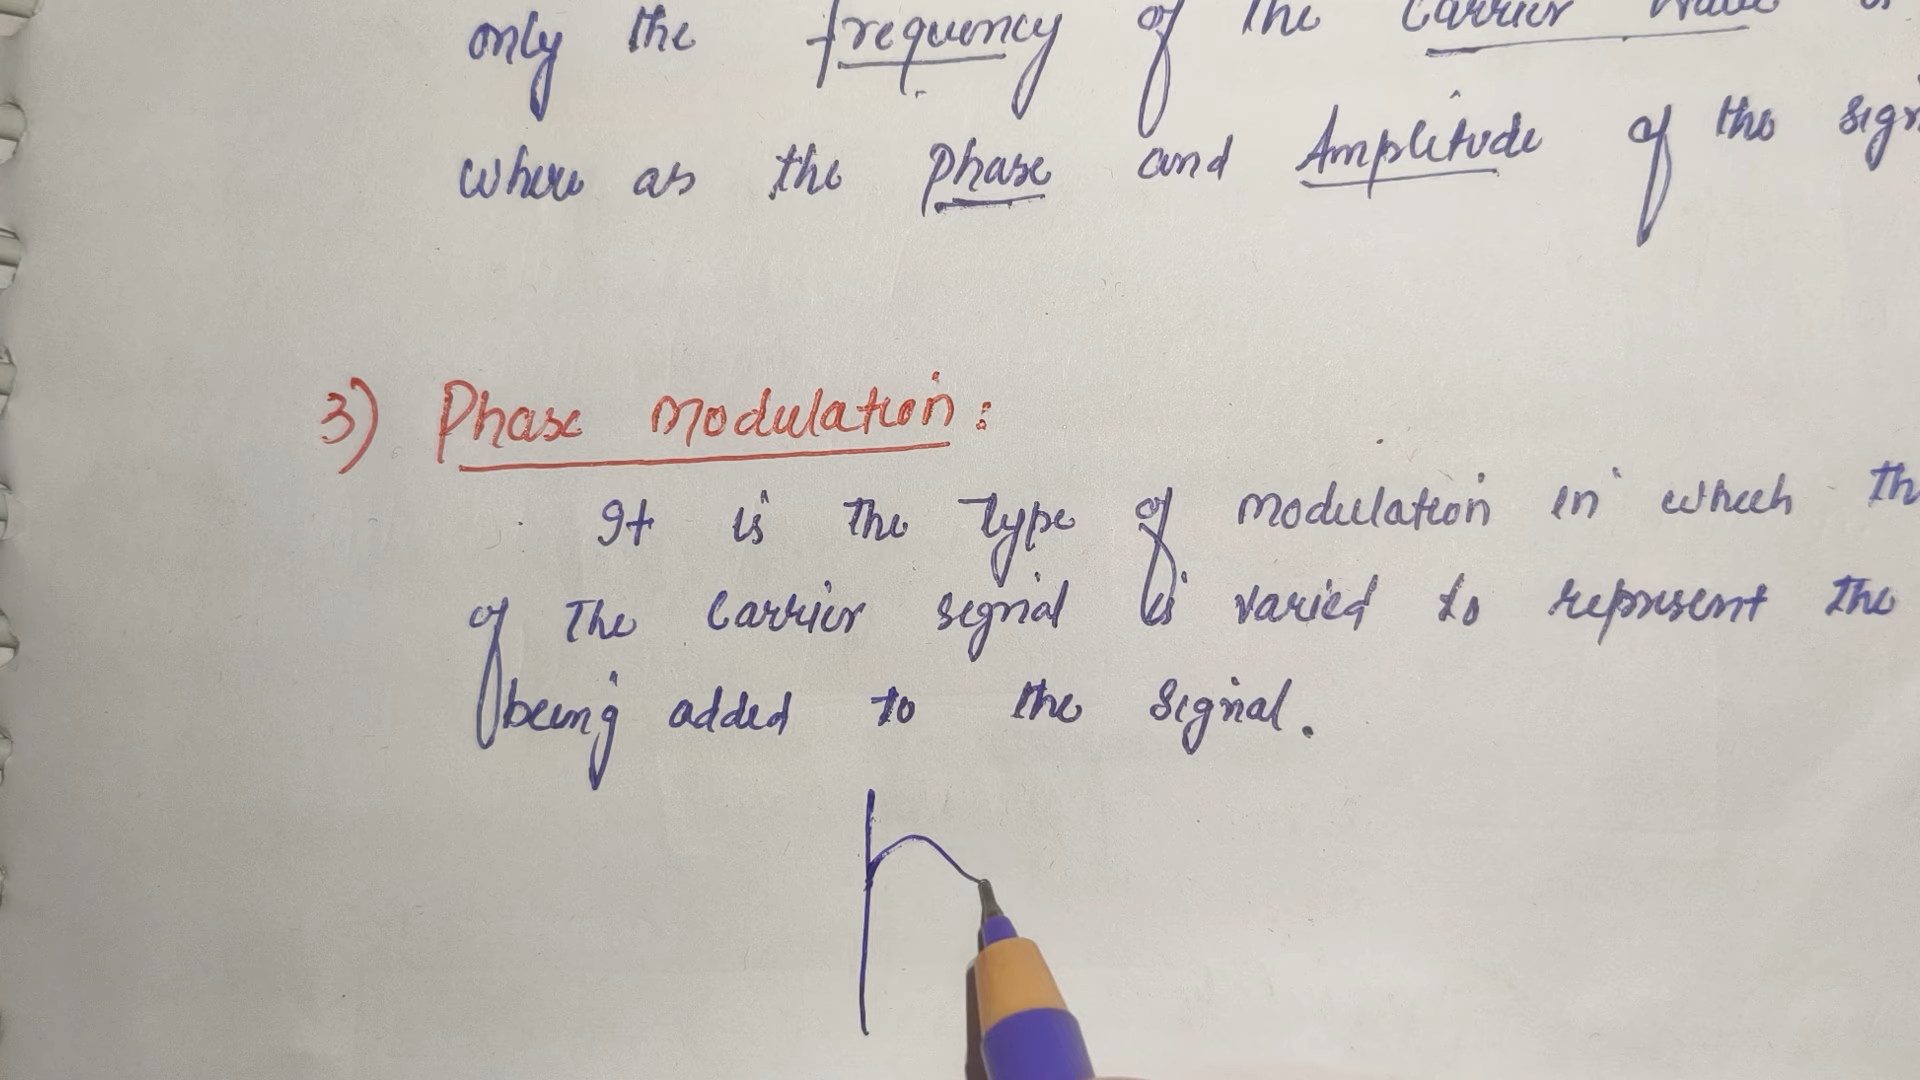 only the frequency of the Carrier wave
where as the Phase and Amplitude of the
3) Phase Modulation:
It is the type of modulation in which
of the Carrier signal is varied to represent the
being added to the signal.